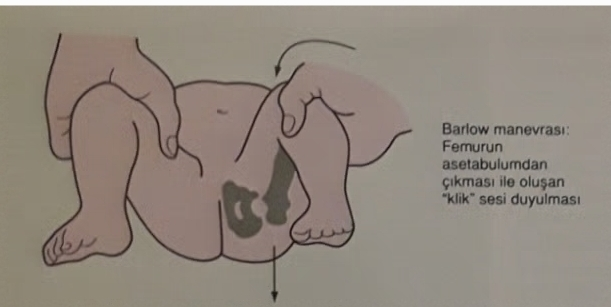 Barlow manevrası:
Femurun
asetabulumdan
çıkması ile oluşan
"klik" sesi duyulması